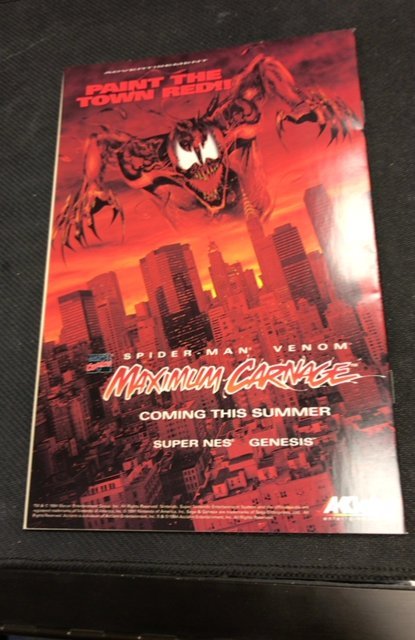 ADVERTISEMENT
PAINT THE
TOWN RED!!
SPIDER-MAN VENOM
MAXIMUM CARNAGE
COMING THIS SUMMER
SUPER NES GENESIS